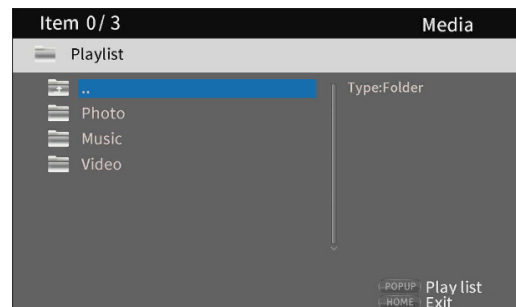 Item 0/3 Media
Playlist
.. Type:Folder
Photo
Music
Video
POPUP Play list
HOME Exit